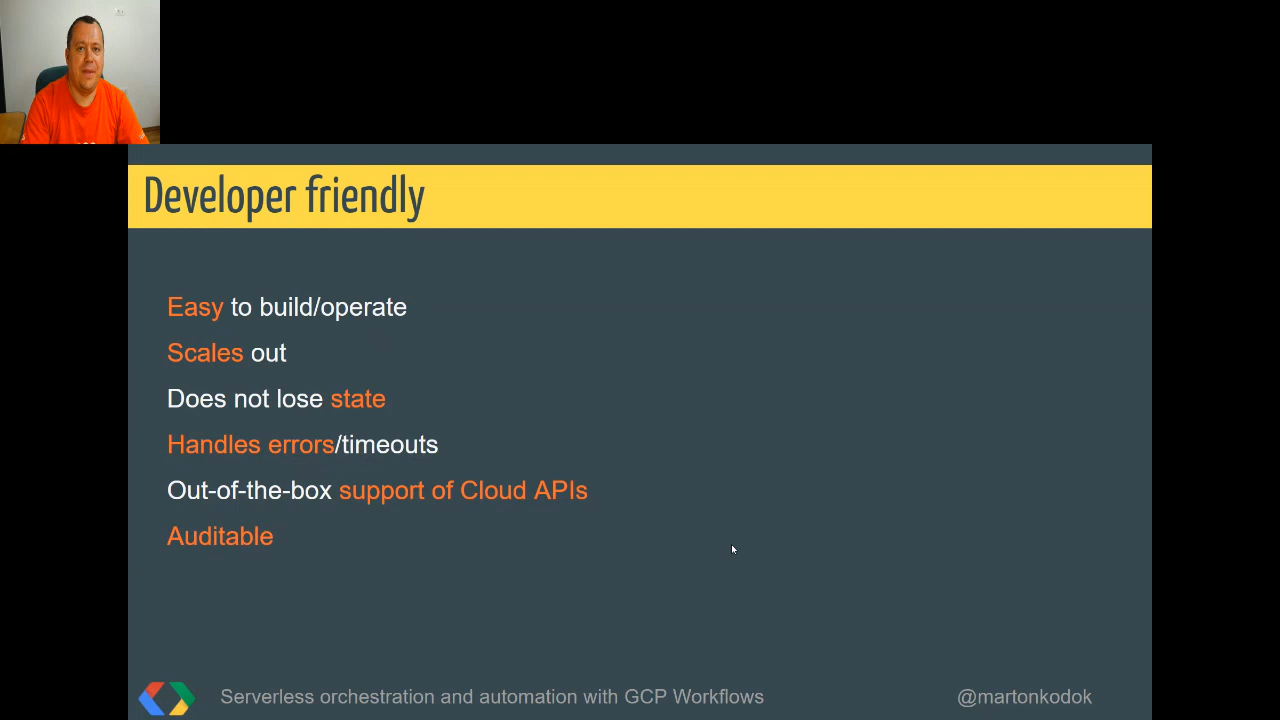 Developer friendly
Easy to build/operate
Scales out
Does not lose state
Handles errors/timeouts
Out-of-the-box support of Cloud APIs
Auditable
Serverless orchestration and automation with GCP Workflows
@martonkodok